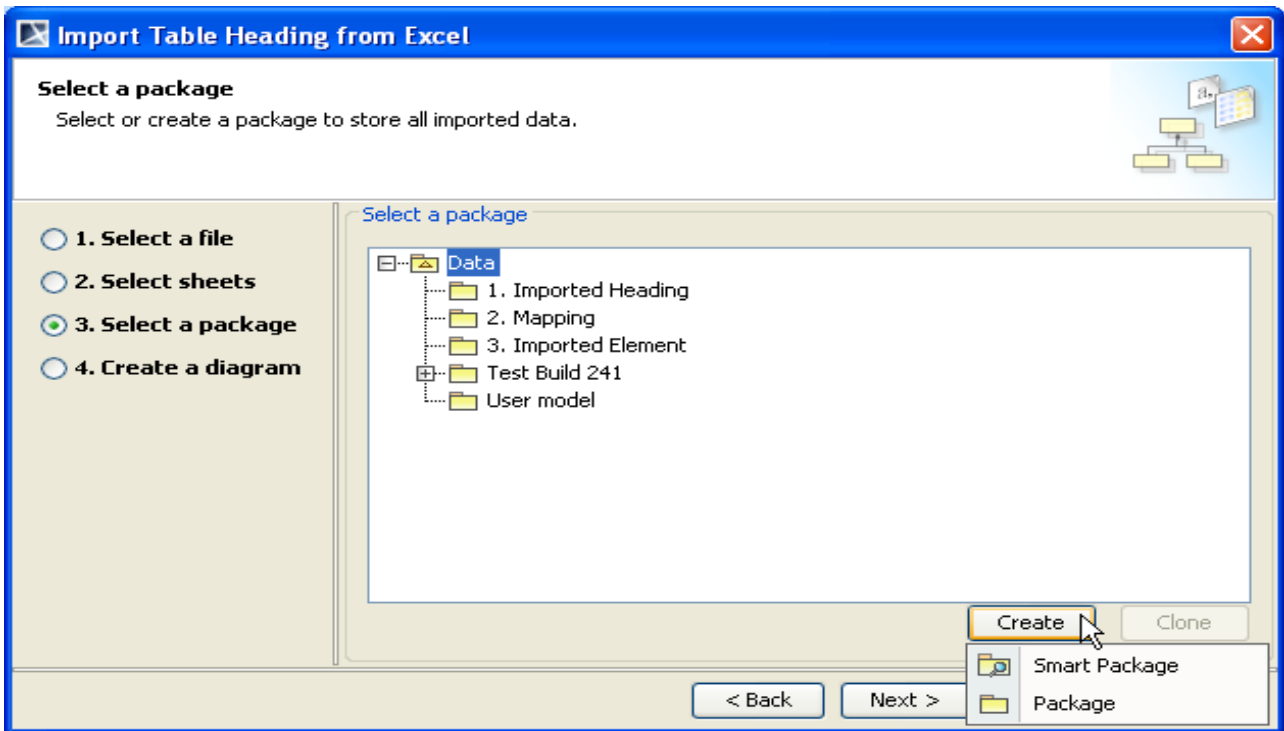 Import Table Heading from Excel
Select a package
Select or create a package to store all imported data.
1. Select a file
2. Select sheets
3. Select a package
4. Create a diagram
Select a package
Data
1. Imported Heading
2. Mapping
3. Imported Element
Test Build 241
User model
Create
Clone
Smart Package
Package
< Back
Next >